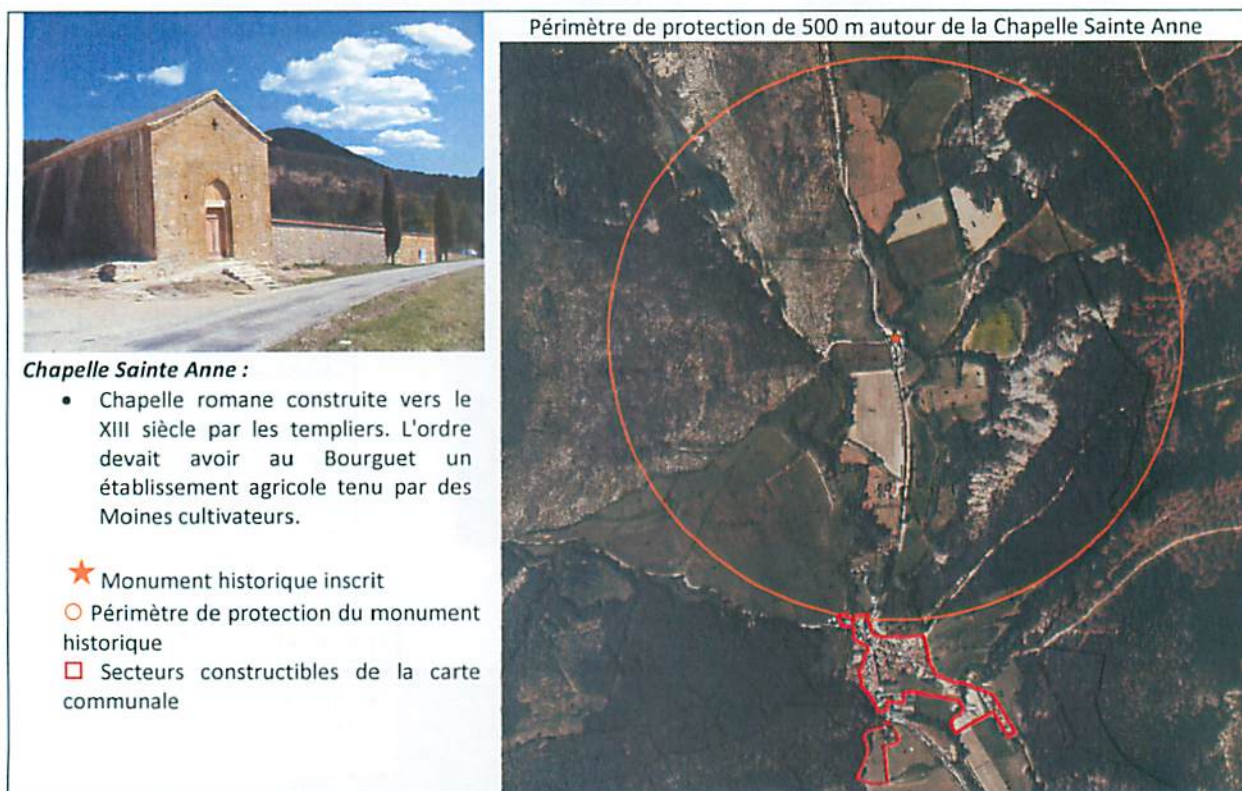 Périmètre de protection de 500 m autour de la Chapelle Sainte Anne
Chapelle Sainte Anne :
• Chapelle romane construite vers le
XIII siècle par les templiers. L'ordre
devait avoir au Bourguet un
établissement agricole tenu par des
Moines cultivateurs.
Monument historique inscrit
Périmètre de protection du monument
historique
Secteurs constructibles de la carte
communale